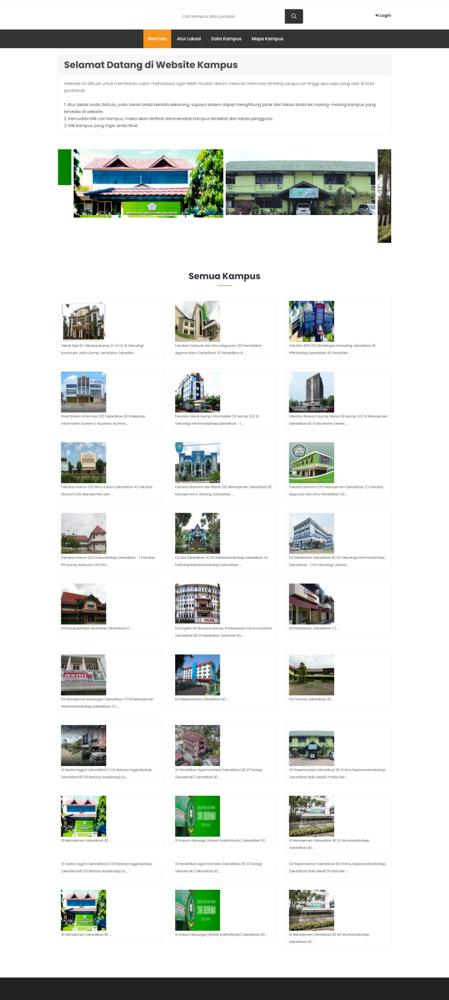 cari kampus atau jurusan
Login
Beranda
Atur Lokasi
Data Kampus
Maps Kampus
Selamat Datang di Website Kampus
Website ini dibuat untuk membantu calon mahasiswa agar lebih mudah dalam mencari informasi tentang perguruan tinggi apa saja yang ada di kota
pontianak.
1. Atur lokasi anda dahulu, yaitu lokasi anda berada sekarang, supaya sistem dapat menghitung jarak dari lokasi anda ke masing-masing kampus yang
tersedia di website.
2. Kemudian klik cari kampus, maka akan terlihat rekomendasi kampus terdekat dari lokasi pengguna.
3. Klik kampus yang ingin anda lihat.
SEKOLAH TINGGI ILMU EKONOMI
Semua Kampus
Teknik Sipil (D-III&nbsp;&amp; D-IV) D-III Teknologi
Konstruksi Jalan &amp; Jembatan (akredita ...
Fakultas Tarbiyah dan Ilmu Keguruan (S1) Pendidikan
Agama Islam (akreditasi: A) Pendidikan B ...
Fakultas IPPS (S1) Bimbingan Konseling (akreditasi: B)
PPKn&nbsp;(akreditasi: B) Pendidika ...
Prodi Sistem Informasi (S1) (akreditasi: B) Enterprise
Information System E-Business Technol ...
Fakultas Teknik &amp; Informatika (S1 &amp; D3) S1
Teknologi Informasi&nbsp;(akreditasi: -) ...
Fakultas Ekonomi &amp; Bisnis (S1 &amp; D3) S1 Manajemen
(akreditasi: B) S1 Akuntansi (akred ...
Fakultas Hukum (S1) Ilmu Hukum (akreditasi: A) Fakultas
Ekonomi (S1) Manajemen (akr ...
Fakultas Ekonomi dan Bisnis (S1) Manajemen (akreditasi: B)
Manajemen K. Sintang (akreditasi: ...
Fakultas Ekonomi (S1) Manajemen (akreditasi: C) Fakultas
Keguruan dan Ilmu Pendidikan (S1 ...
Fakultas Hukum (S1) Hukum&nbsp;(akreditasi: -) Fakultas
IPA &amp; Kelautan (S1) Ilm ...
D3 Gizi (akreditasi: A) D3 Kebidanan&nbsp;(akreditasi: A)
D4&nbsp;Kebidanan&nbsp;(akreditasi: ...
D3 Kebidanan (akreditasi: B) D3 Teknologi Informasi&nbsp;
(akreditasi: -) D4 Teknologi Laborat ...
D3 Komputerisasi Akuntansi (akreditasi:C) ...
POLTEQ
D4 English for Business &amp; Professional Communication
(akreditasi: B) D3 Budidaya Tanaman Pa ...
D3 Kebidanan (akreditasi: C) ...
asmi
D3 Manajemen Keuangan (akreditasi: C) D3 Manajemen
Perkantoran&nbsp;(akreditasi: C) ...
D3 Keperawatan (Akreditasi: B) ...
D3 Farmasi (akreditasi: B) ...
S1 Sastra Inggris (akreditasi:C) D3 Bahasa Inggris&nbsp;
(akreditasi:B) D3 Bahasa Arab&nbsp;(a ...
S1 Pendidikan Agama Kristen (akreditasi: B) S1 Teologi
(Akademik) (akreditasi: B) ...
D3 Keperawatan (akreditasi: B) S1 Ilmu Keperawatan&nbsp;
(akreditasi: Baik Sekali) Profesi Ner ...
S1 Manajemen (akreditasi: B) ...
SYARIF ABDURRAHMAN
PONTIANAK
S1 Hukum Keluarga (Ahwal Syakhshiyah) (akreditasi: B) ...
S1 Manajemen (akreditasi: B) D3 Akuntansi&nbsp;
(akreditasi: B) ...
S1 Sastra Inggris (akreditasi:C) D3 Bahasa Inggris&nbsp;
(akreditasi:B) D3 Bahasa Arab&nbsp;(a ...
S1 Pendidikan Agama Kristen (akreditasi: B) S1 Teologi
(Akademik) (akreditasi: B) ...
D3 Keperawatan (akreditasi: B) S1 Ilmu Keperawatan&nbsp;
(akreditasi: Baik Sekali) Profesi Ner ...
S1 Manajemen (akreditasi: B) ...
SYARIF ABDURRAHMAN
PONTIANAK
S1 Hukum Keluarga (Ahwal Syakhshiyah) (akreditasi: B) ...
S1 Manajemen (akreditasi: B) D3 Akuntansi&nbsp;
(akreditasi: B) ...